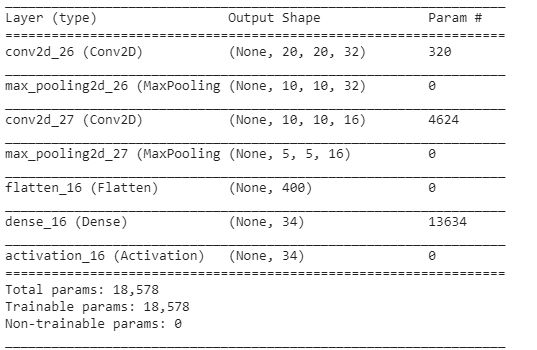 Layer (type) Output Shape Param #
conv2d_26 (Conv2D) (None, 20, 20, 32) 320
max_pooling2d_26 (MaxPooling (None, 10, 10, 32) 0
conv2d_27 (Conv2D) (None, 10, 10, 16) 4624
max_pooling2d_27 (MaxPooling (None, 5, 5, 16) 0
flatten_16 (Flatten) (None, 400) 0
dense_16 (Dense) (None, 34) 13634
activation_16 (Activation) (None, 34) 0
Total params: 18,578
Trainable params: 18,578
Non-trainable params: 0